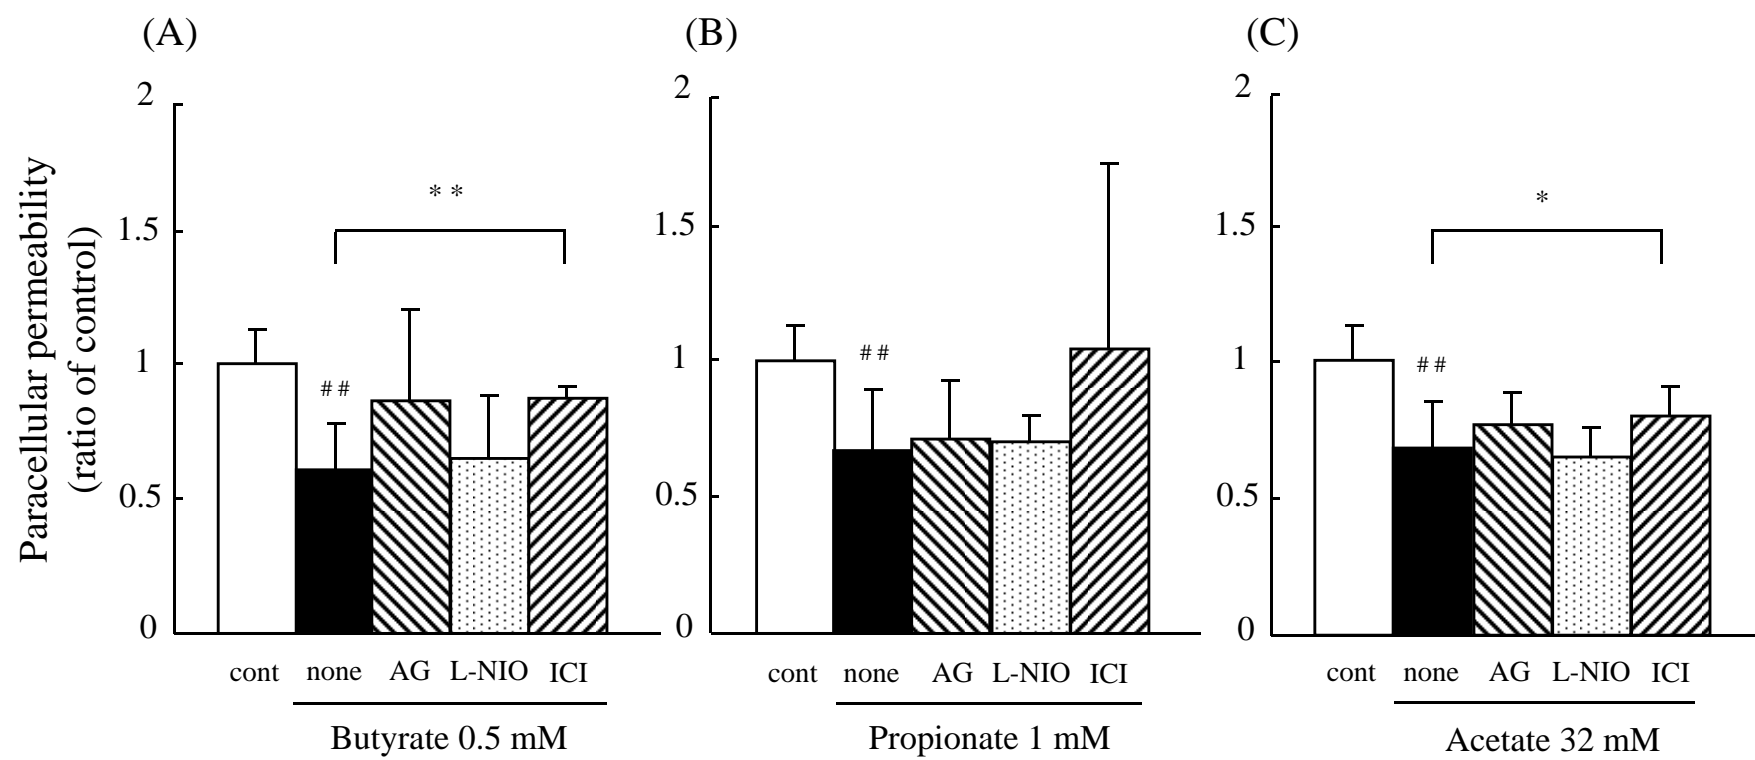 (A)
(B)
(C)
Paracellular permeability
(ratio of control)
2
1.5
1
0.5
0
* *
# #
cont none AG L-NIO ICI
Butyrate 0.5 mM
2
1.5
1
0.5
0
# #
cont none AG L-NIO ICI
Propionate 1 mM
2
1.5
1
0.5
0
*
# #
cont none AG L-NIO ICI
Acetate 32 mM